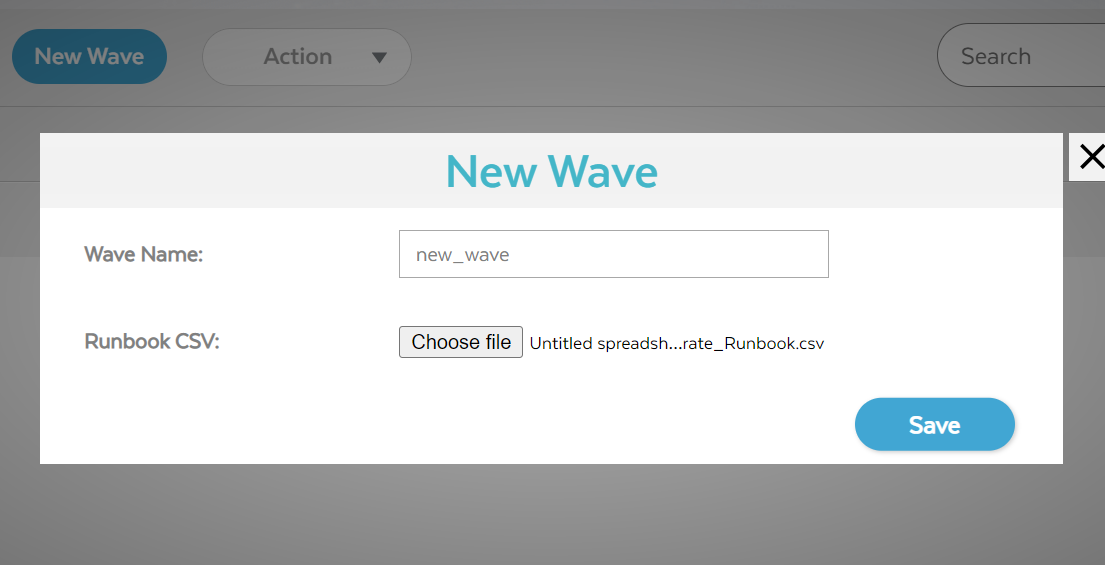 New Wave
Action
Search
New Wave
Wave Name:
new_wave
Runbook CSV:
Choose file
Untitled spreadsh...rate_Runbook.csv
Save